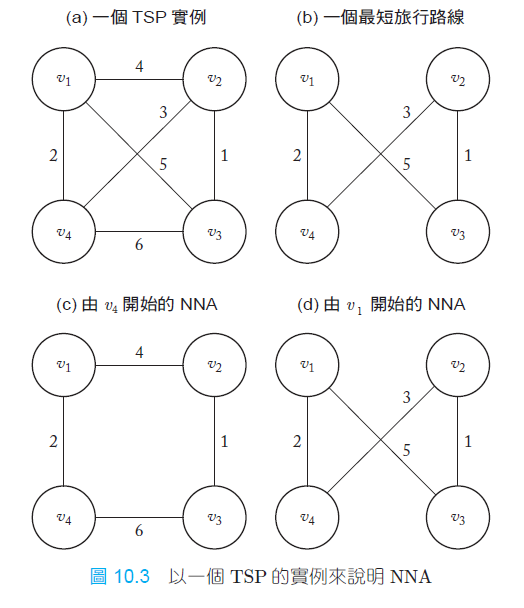 (a) 一個 TSP 實例
(b) 一個最短旅行路線
v1 4 v2
3
2 5 1
v4 6 v3
v1 v2
3
2 5 1
v4 v3
(c) 由 v4 開始的 NNA
(d) 由 v1 開始的 NNA
v1 4 v2
2 1
v4 6 v3
v1 v2
3
2 5 1
v4 v3
圖 10.3 以一個 TSP 的實例來說明 NNA